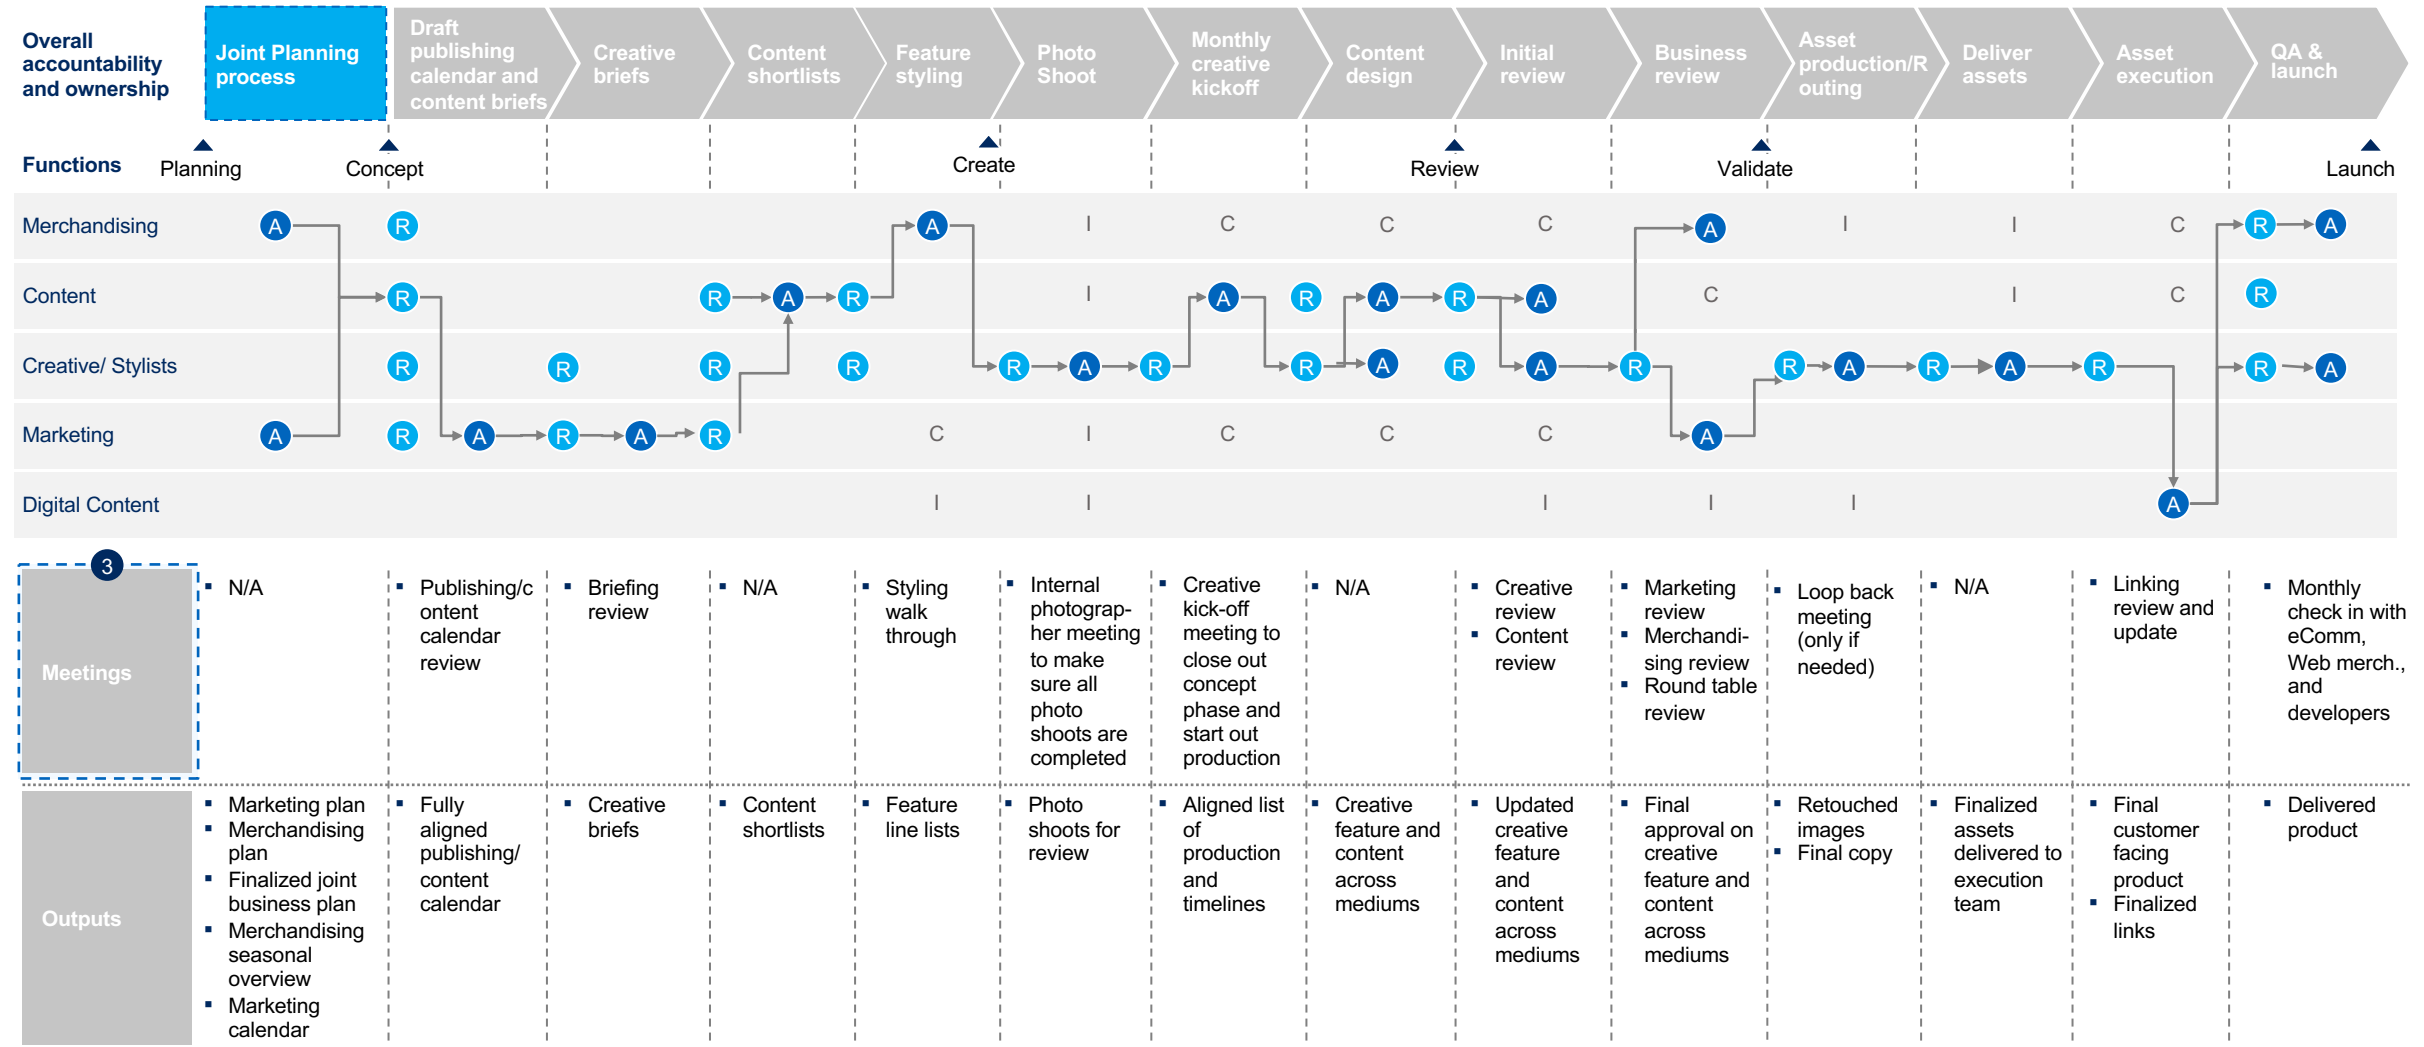 Overall
accountability
and ownership
Joint Planning
process
Draft
publishing
calendar and
content briefs
Creative
briefs
Content
shortlists
Feature
styling
Photo
Shoot
Monthly
creative
kickoff
Content
design
Initial
review
Business
review
Asset
production/R
outing
Deliver
assets
Asset
execution
QA &
launch
Functions
Planning
Concept
Create
Review
Validate
Launch
Merchandising
A R A I C C C A I I C R A
Content
R R A R I A R A R A C I C R
Creative/ Stylists
R R R R R A R R A R A R R A R A R R A
Marketing
A R A R A R C I C C C A
Digital Content
I I I I I A
3
Meetings
▪ N/A
▪ Publishing/c
ontent
calendar
review
▪ Briefing
review
▪ N/A
▪ Styling
walk
through
▪ Internal
photograp-
her meeting
to make
sure all
photo
shoots are
completed
▪ Creative
kick-off
meeting to
close out
concept
phase and
start out
production
▪ N/A
▪ Creative
review
▪ Content
review
▪ Marketing
review
▪ Merchandi-
sing review
▪ Round table
review
▪ Loop back
meeting
(only if
needed)
▪ N/A
▪ Linking
review and
update
▪ Monthly
check in with
eComm,
Web merch.,
and
developers
Outputs
▪ Marketing plan
▪ Merchandising
plan
▪ Finalized joint
business plan
▪ Merchandising
seasonal
overview
▪ Marketing
calendar
▪ Fully
aligned
publishing/
content
calendar
▪ Creative
briefs
▪ Content
shortlists
▪ Feature
line lists
▪ Photo
shoots for
review
▪ Aligned list
of
production
and
timelines
▪ Creative
feature and
content
across
mediums
▪ Updated
creative
feature
and
content
across
mediums
▪ Final
approval on
creative
feature and
content
across
mediums
▪ Retouched
images
▪ Final copy
▪ Finalized
assets
delivered to
execution
team
▪ Final
customer
facing
product
▪ Finalized
links
▪ Delivered
product